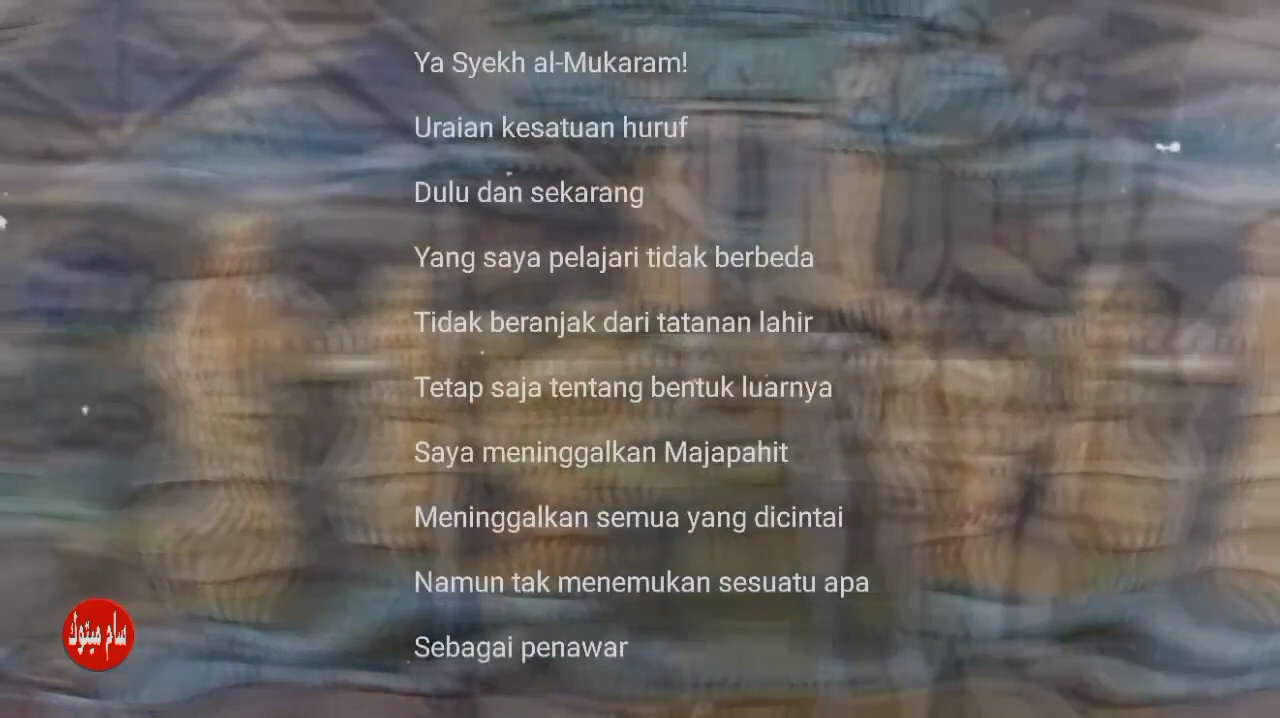 Ya Syekh al-Mukaram!
Uraian kesatuan huruf
Dulu dan sekarang
Yang saya pelajari tidak berbeda
Tidak beranjak dari tatanan lahir
Tetap saja tentang bentuk luarnya
Saya meninggalkan Majapahit
Meninggalkan semua yang dicintai
Namun tak menemukan sesuatu apa
Sebagai penawar
سام ميتوك